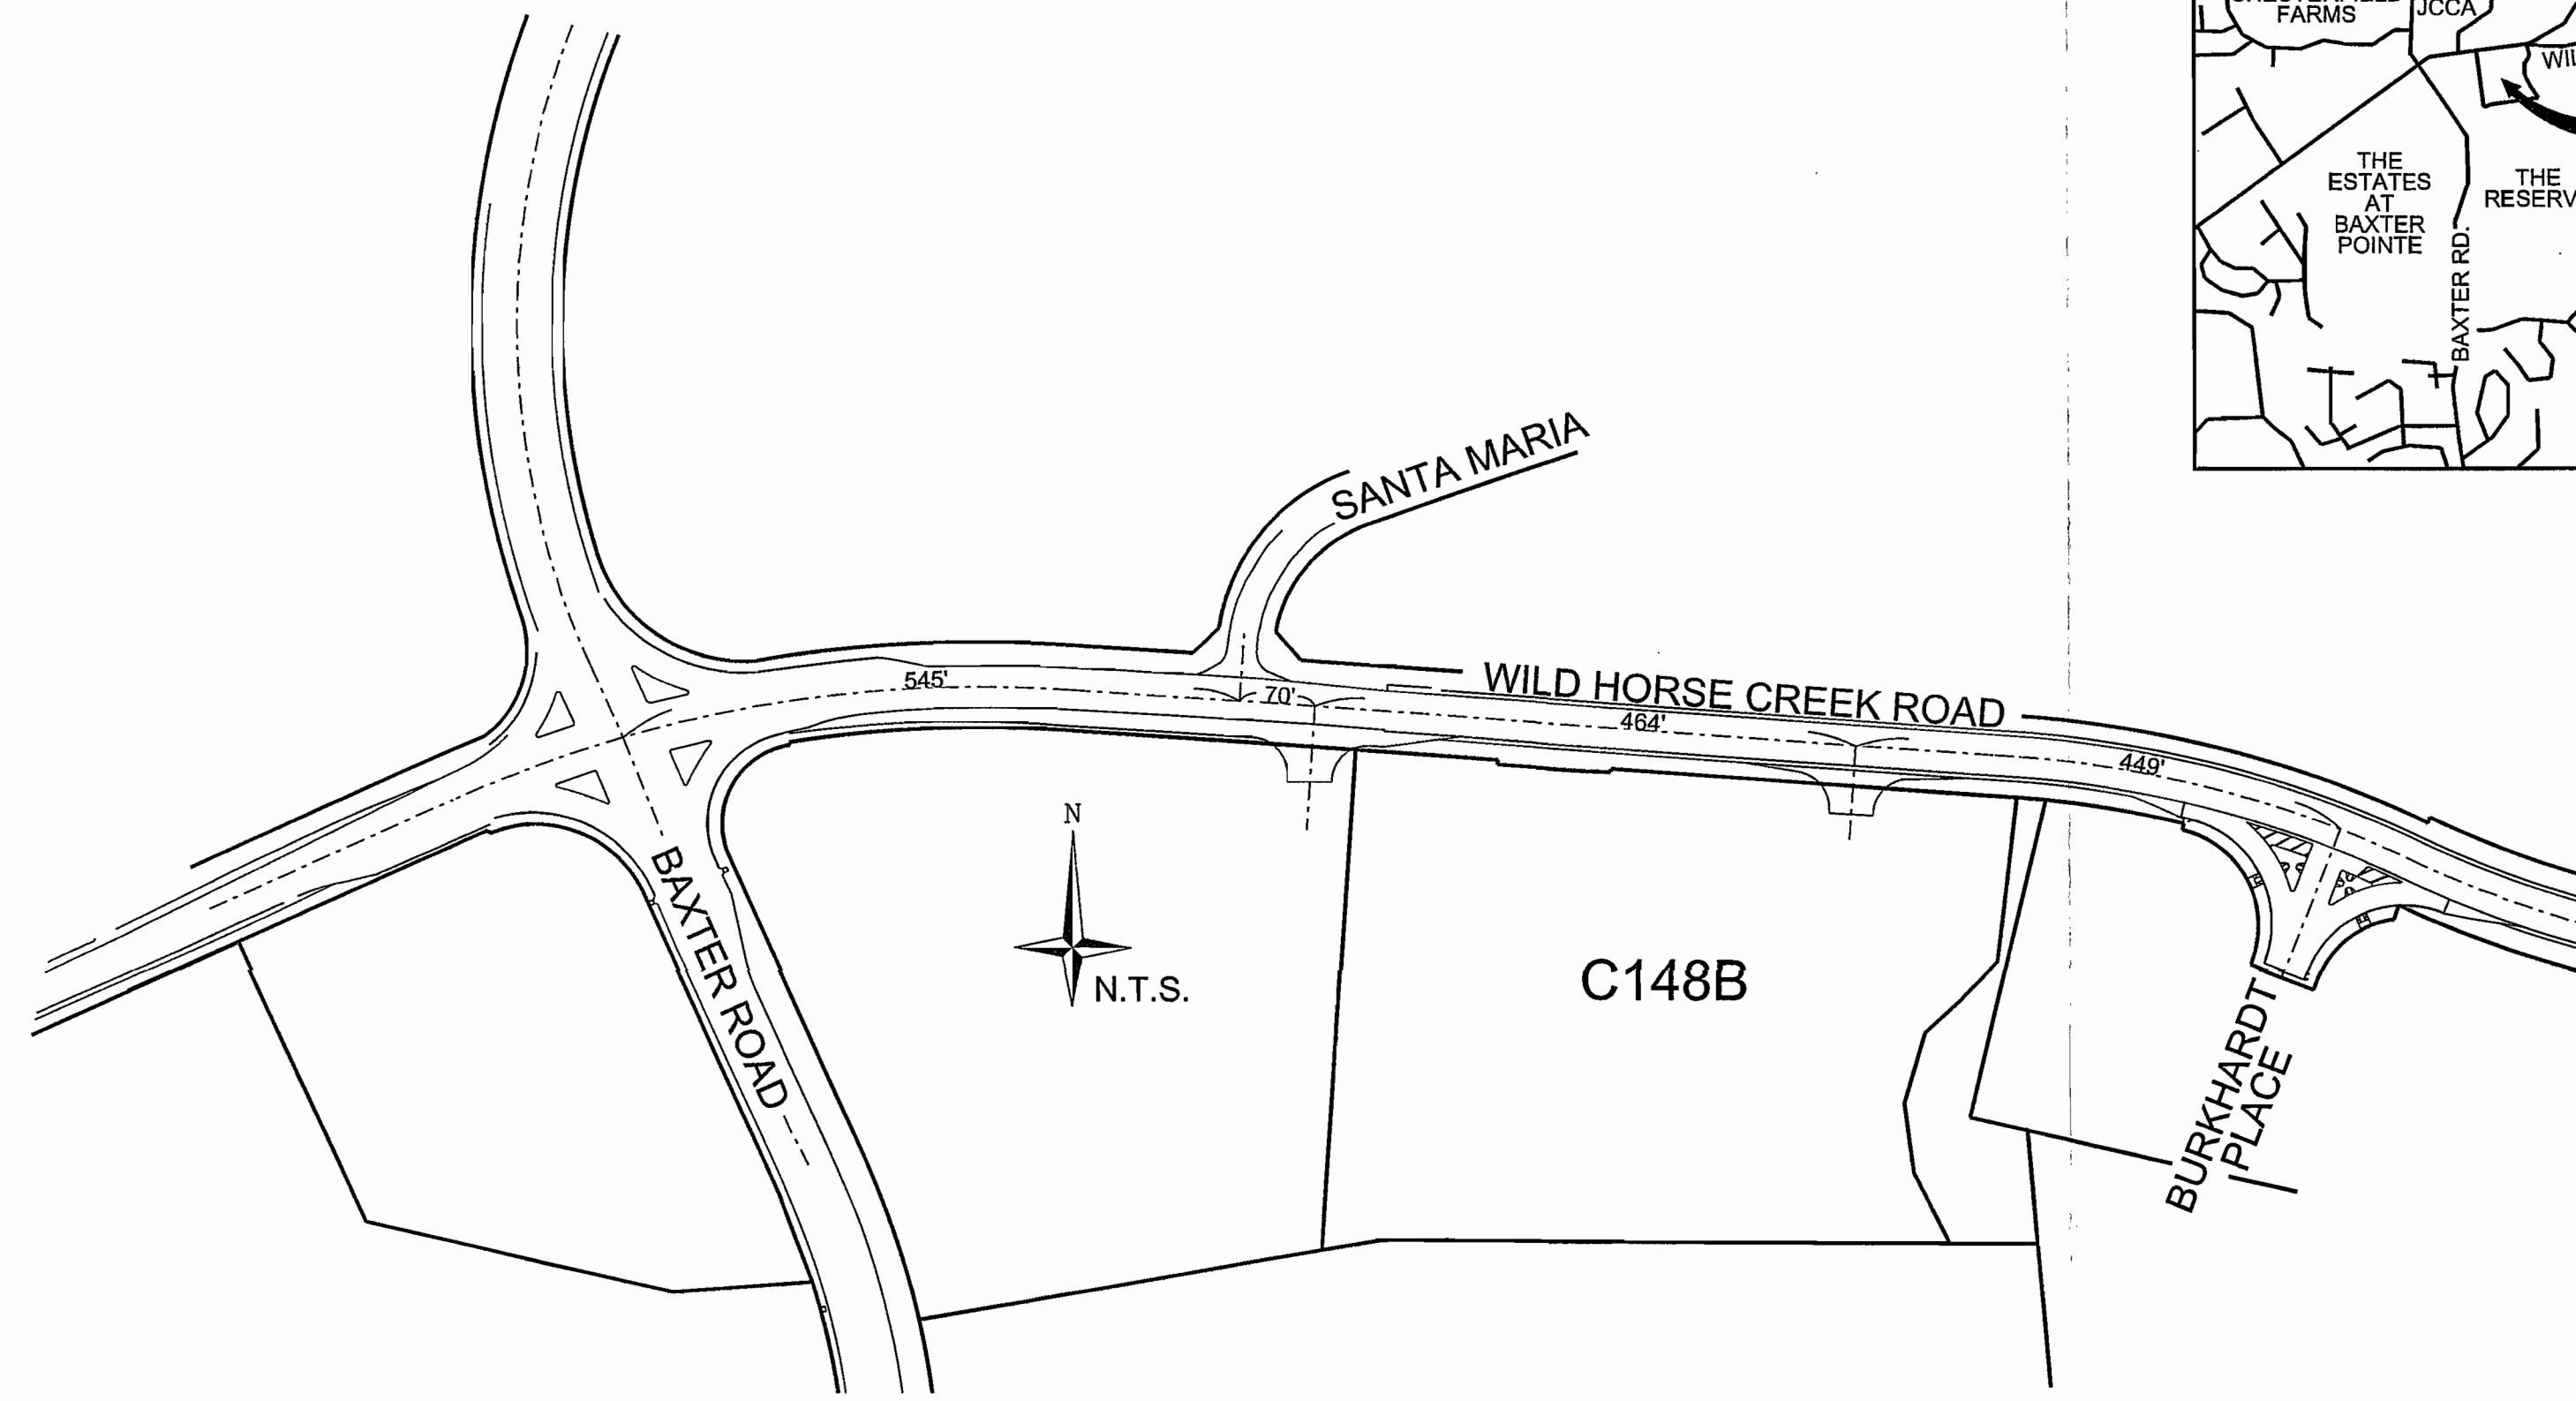 FARMS
JCCA
THE
ESTATES
AT
BAXTER
POINTE
THE
BAXTER RD.
SANTA MARIA
WILD HORSE CREEK ROAD
545'
70'
464'
449'
BAXTER ROAD
N
N.T.S.
C148B
BURKHARDT
PLACE